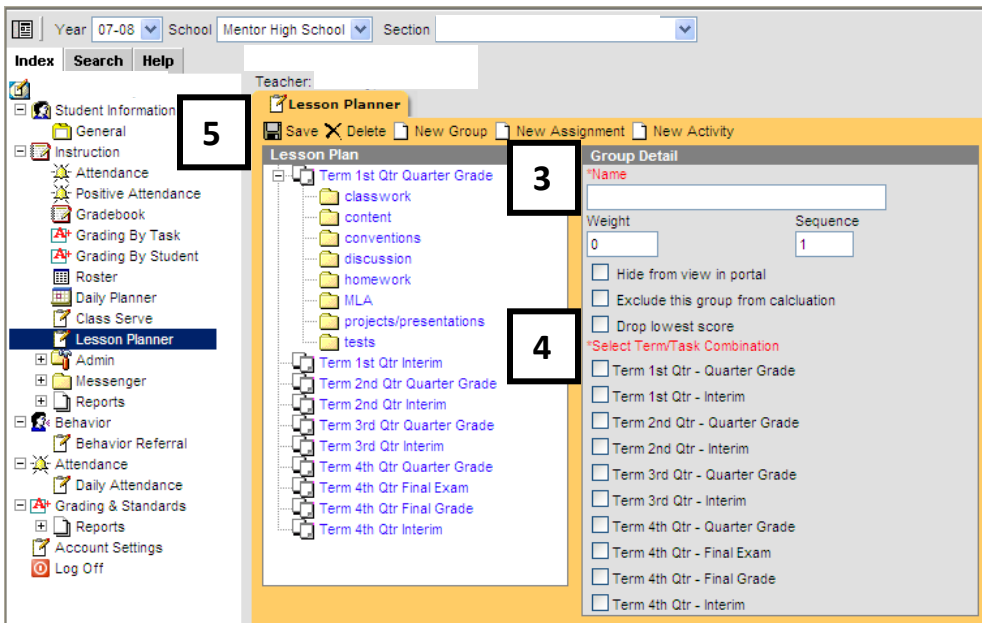 Year 07-08 School Mentor High School Section
Index Search Help
Teacher:
Student Information
General
Instruction
Attendance
Positive Attendance
Gradebook
Grading By Task
Grading By Student
Roster
Daily Planner
Class Serve
Lesson Planner
Admin
Messenger
Reports
Behavior
Behavior Referral
Attendance
Daily Attendance
Grading & Standards
Reports
Account Settings
Log Off
5
Lesson Planner
Save Delete New Group New Assignment New Activity
Lesson Plan
Term 1st Qtr Quarter Grade
classwork
content
conventions
discussion
homework
MLA
projects/presentations
tests
Term 1st Qtr Interim
Term 2nd Qtr Quarter Grade
Term 2nd Qtr Interim
Term 3rd Qtr Quarter Grade
Term 3rd Qtr Interim
Term 4th Qtr Quarter Grade
Term 4th Qtr Final Exam
Term 4th Qtr Final Grade
Term 4th Qtr Interim
3
Group Detail
*Name
Weight Sequence
0 1
Hide from view in portal
Exclude this group from calcluation
Drop lowest score
4
*Select Term/Task Combination
Term 1st Qtr - Quarter Grade
Term 1st Qtr - Interim
Term 2nd Qtr - Quarter Grade
Term 2nd Qtr - Interim
Term 3rd Qtr - Quarter Grade
Term 3rd Qtr - Interim
Term 4th Qtr - Quarter Grade
Term 4th Qtr - Final Exam
Term 4th Qtr - Final Grade
Term 4th Qtr - Interim